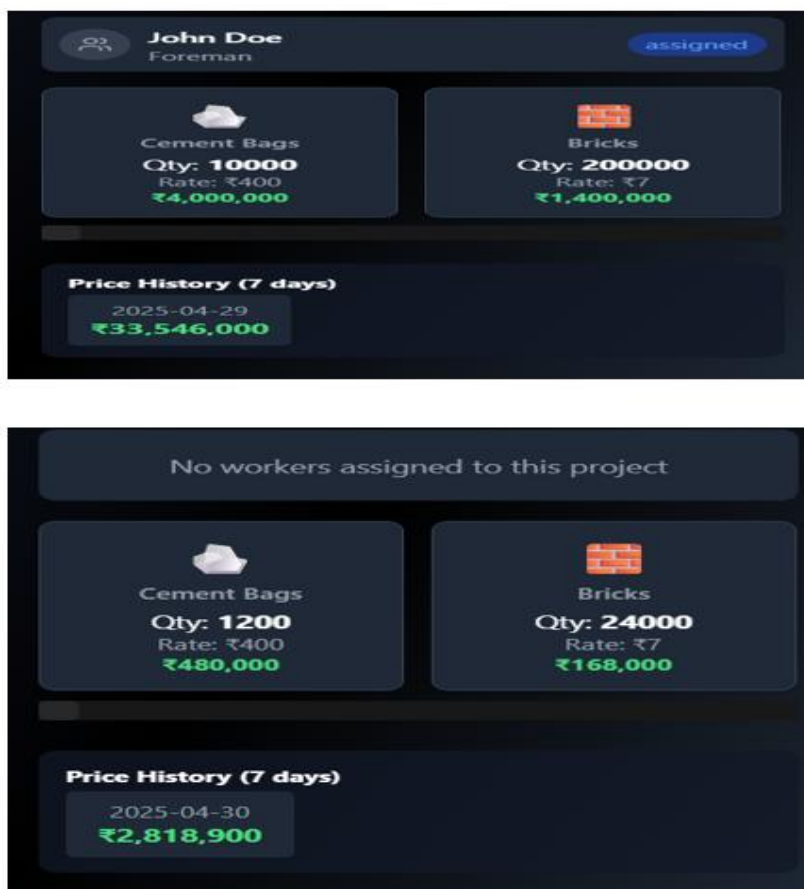 John Doe
Foreman
assigned
Cement Bags
Qty: 10000
Rate: ₹400
₹4,000,000
Bricks
Qty: 200000
Rate: ₹7
₹1,400,000
Price History (7 days)
2025-04-29
₹33,546,000
No workers assigned to this project
Cement Bags
Qty: 1200
Rate: ₹400
₹480,000
Bricks
Qty: 24000
Rate: ₹7
₹168,000
Price History (7 days)
2025-04-30
₹2,818,900